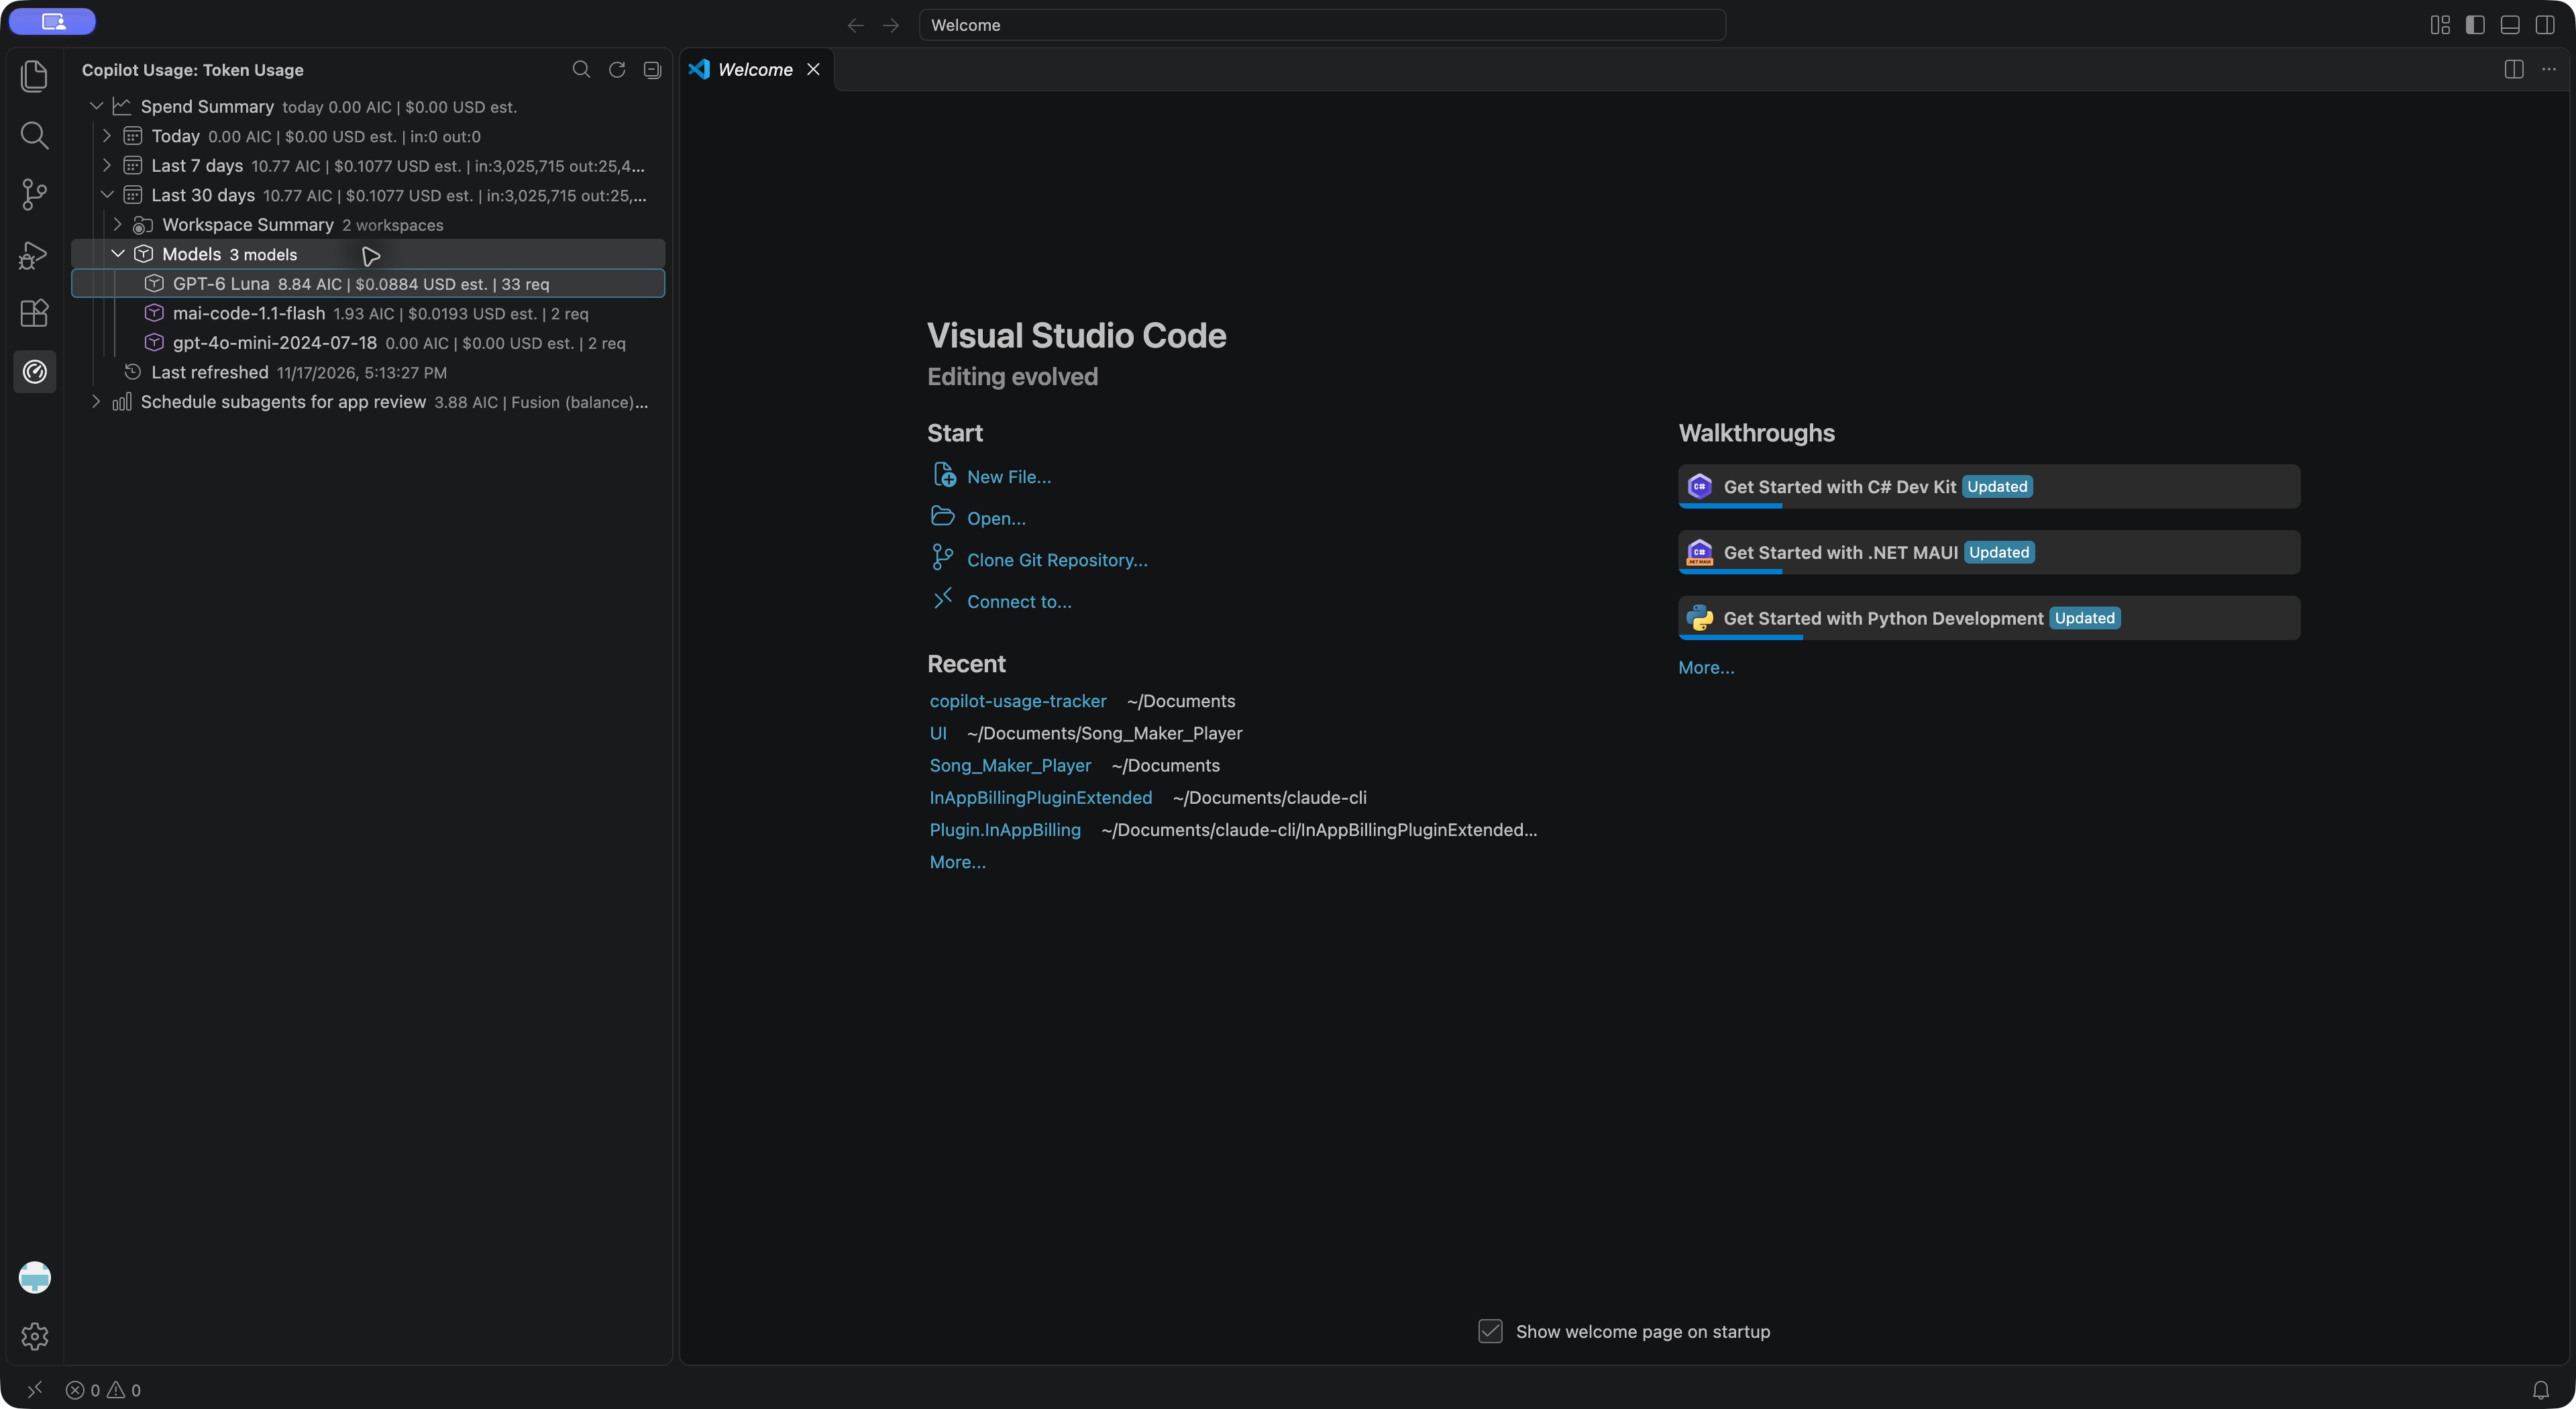 Welcome
Copilot Usage: Token Usage
Spend Summary today 0.00 AIC | $0.00 USD est.
Today 0.00 AIC | $0.00 USD est. | in:0 out:0
Last 7 days 10.77 AIC | $0.1077 USD est. | in:3,025,715 out:25,4...
Last 30 days 10.77 AIC | $0.1077 USD est. | in:3,025,715 out:25,...
Workspace Summary 2 workspaces
Models 3 models
GPT-6 Luna 8.84 AIC | $0.0884 USD est. | 33 req
mai-code-1.1-flash 1.93 AIC | $0.0193 USD est. | 2 req
gpt-4o-mini-2024-07-18 0.00 AIC | $0.00 USD est. | 2 req
Last refreshed 11/17/2026, 5:13:27 PM
Schedule subagents for app review 3.88 AIC | Fusion (balance)...
Welcome
Visual Studio Code
Editing evolved
Start
New File...
Open...
Clone Git Repository...
Connect to...
Recent
copilot-usage-tracker ~/Documents
UI ~/Documents/Song_Maker_Player
Song_Maker_Player ~/Documents
InAppBillingPluginExtended ~/Documents/claude-cli
Plugin.InAppBilling ~/Documents/claude-cli/InAppBillingPluginExtended...
More...
Walkthroughs
C# Get Started with C# Dev Kit Updated
C# .NET MAUI Get Started with .NET MAUI Updated
Get Started with Python Development Updated
More...
Show welcome page on startup
0 0